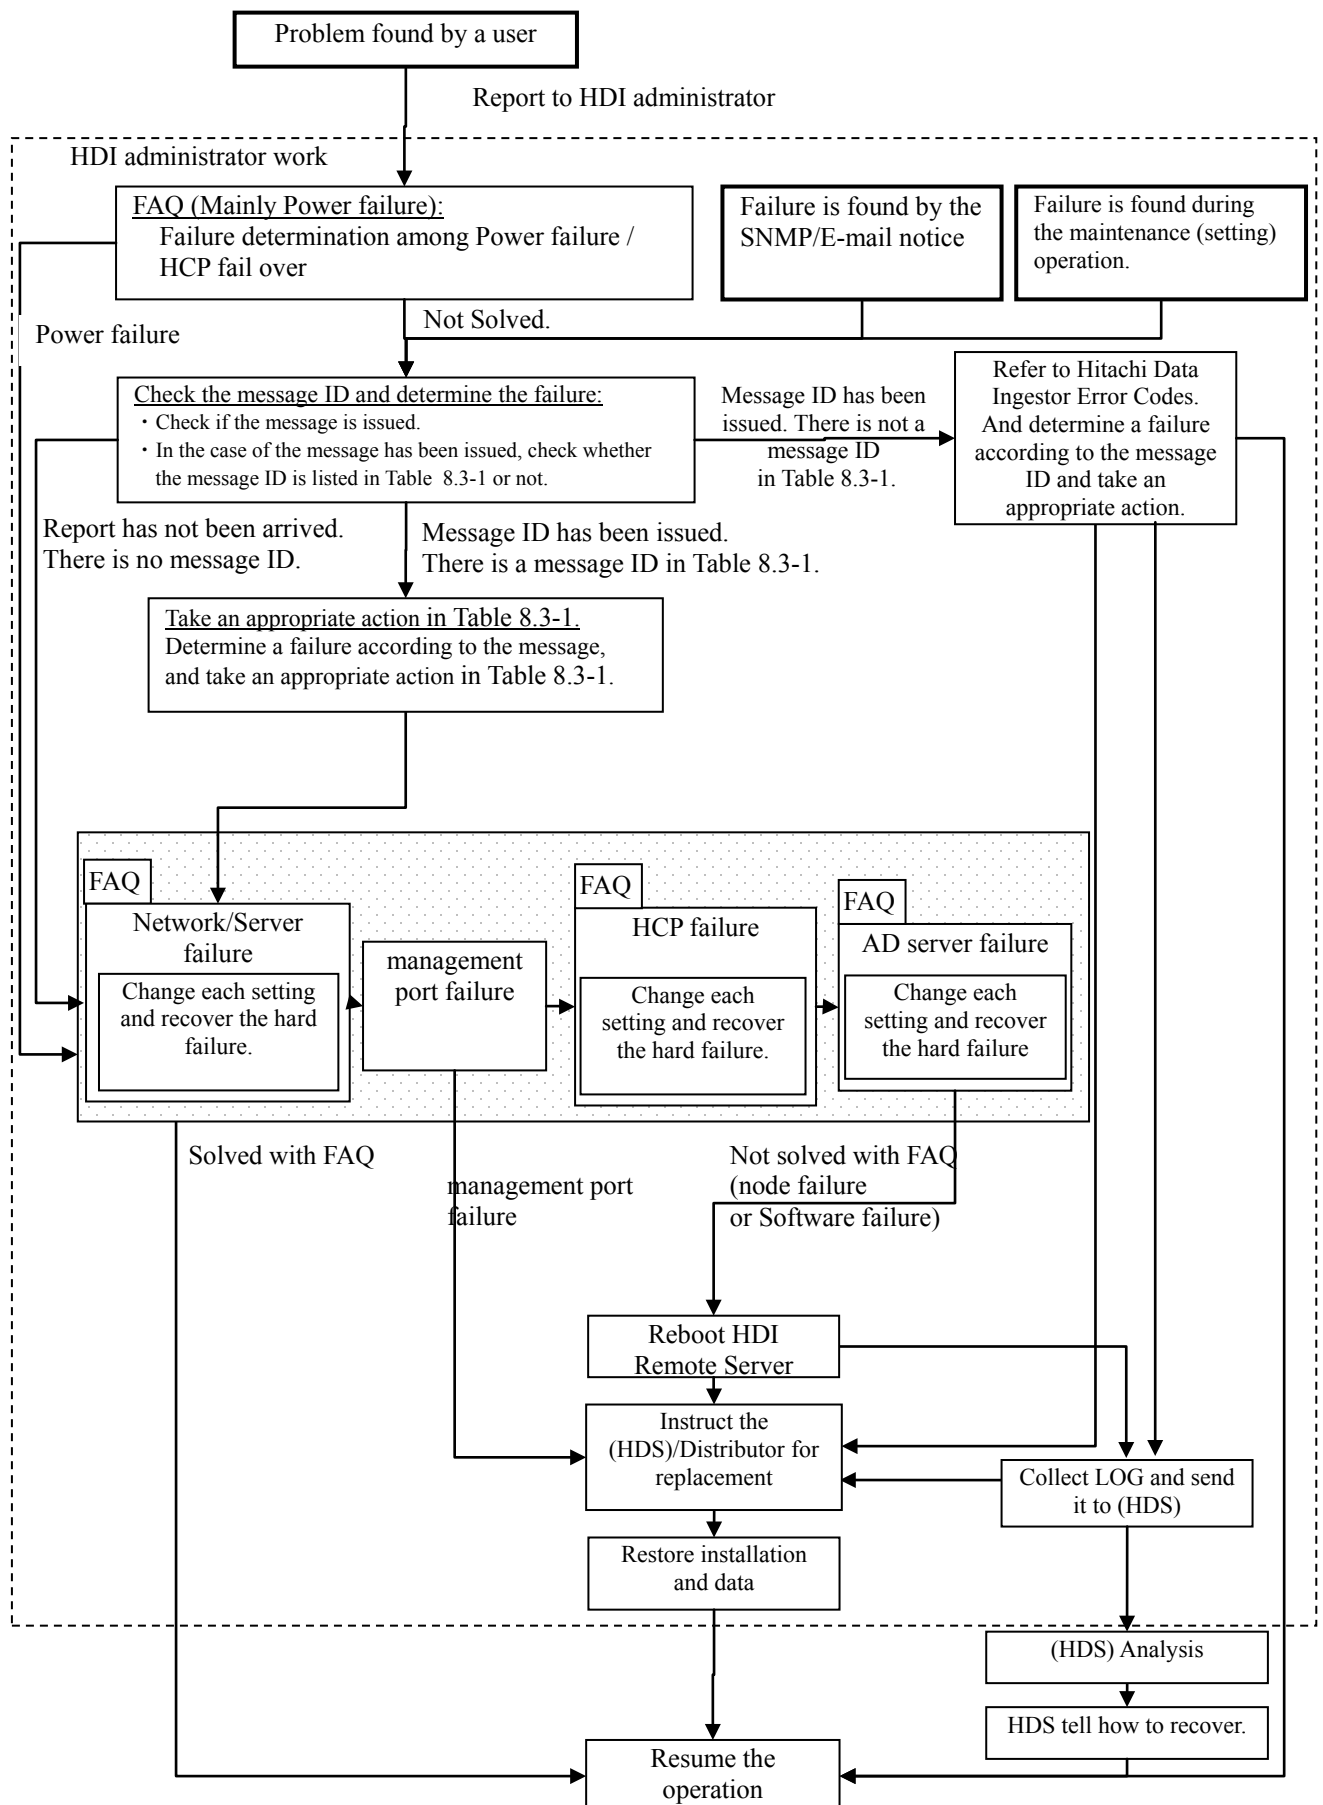 Problem found by a user
Report to HDI administrator
HDI administrator work
FAQ (Mainly Power failure):
Failure determination among Power failure /
HCP fail over
Failure is found by the
SNMP/E-mail notice
Failure is found during
the maintenance (setting)
operation.
Power failure
Not Solved.
Check the message ID and determine the failure:
・Check if the message is issued.
・In the case of the message has been issued, check whether
the message ID is listed in Table 8.3-1 or not.
Message ID has been
issued. There is not a
message ID
in Table 8.3-1.
Refer to Hitachi Data
Ingestor Error Codes.
And determine a failure
according to the message
ID and take an
appropriate action.
Report has not been arrived.
There is no message ID.
Message ID has been issued.
There is a message ID in Table 8.3-1.
Take an appropriate action in Table 8.3-1.
Determine a failure according to the message,
and take an appropriate action in Table 8.3-1.
FAQ
Network/Server
failure
Change each setting
and recover the hard
failure.
management
port failure
FAQ
HCP failure
Change each
setting and recover
the hard failure.
FAQ
AD server failure
Change each
setting and recover
the hard failure
Solved with FAQ
management port
failure
Not solved with FAQ
(node failure
or Software failure)
Reboot HDI
Remote Server
Instruct the
(HDS)/Distributor for
replacement
Collect LOG and send
it to (HDS)
Restore installation
and data
(HDS) Analysis
HDS tell how to recover.
Resume the
operation